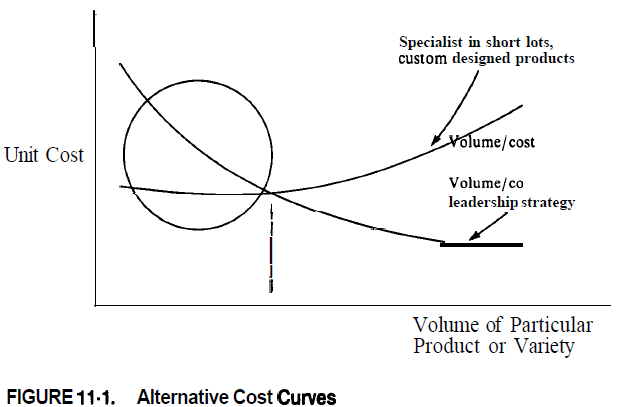 Specialist in short lots,
custom designed products
Volume/cost
Unit Cost
Volume/co
leadership strategy
Volume of Particular
Product or Variety
FIGURE 11-1. Alternative Cost Curves